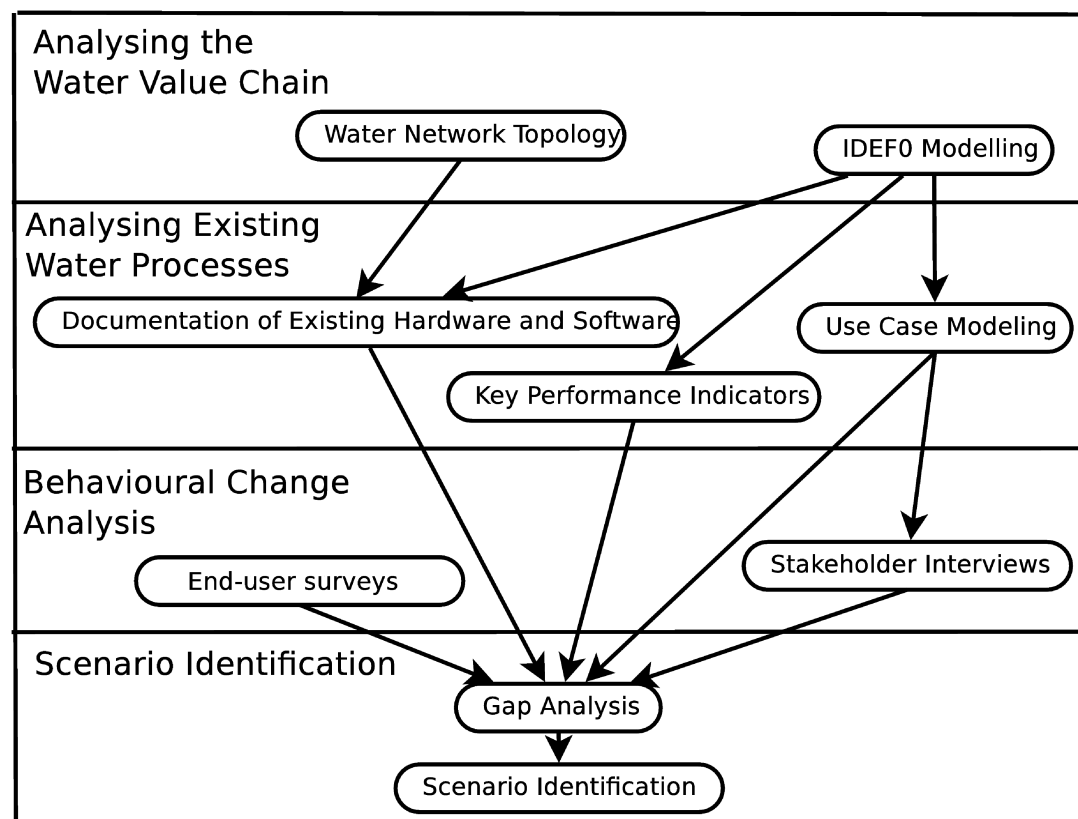 Analysing the
Water Value Chain
Water Network Topology
IDEF0 Modelling
Analysing Existing
Water Processes
Documentation of Existing Hardware and Software
Use Case Modeling
Key Performance Indicators
Behavioural Change
Analysis
End-user surveys
Stakeholder Interviews
Scenario Identification
Gap Analysis
Scenario Identification